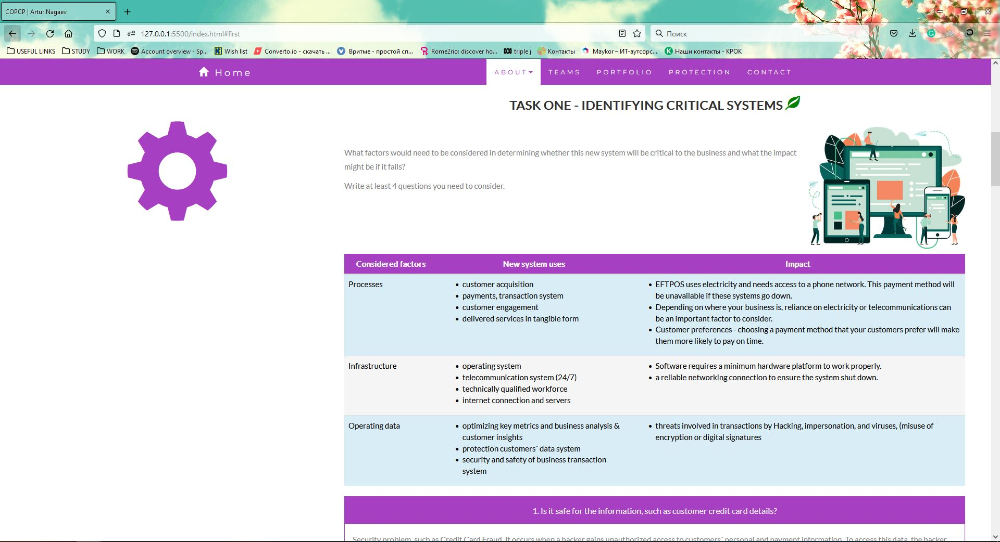 COPCP | Artur Nagaev
127.0.0.1:5500/index.html#first
Поиск
USEFUL LINKS
STUDY
WORK
Account overview - Sp...
Wish list
Converto.io - скачать ...
Вритме - простой сп...
Rome2rio: discover ho...
triple j
Контакты
Maykor – ИТ-аутсорс...
Наши контакты - КРОК
Home
ABOUT
TEAMS
PORTFOLIO
PROTECTION
CONTACT
TASK ONE - IDENTIFYING CRITICAL SYSTEMS
What factors would need to be considered in determining whether this new system will be critical to the business and what the impact
might be if it fails?
Write at least 4 questions you need to consider.
Considered factors
New system uses
Impact
Processes
• customer acquisition
• payments, transaction system
• customer engagement
• delivered services in tangible form
• EFTPOS uses electricity and needs access to a phone network. This payment method will
be unavailable if these systems go down.
• Depending on where your business is, reliance on electricity or telecommunications can
be an important factor to consider.
• Customer preferences - choosing a payment method that your customers prefer will make
them more likely to pay on time.
Infrastructure
• operating system
• telecommunication system (24/7)
• technically qualified workforce
• internet connection and servers
• Software requires a minimum hardware platform to work properly.
• a reliable networking connection to ensure the system shut down.
Operating data
• optimizing key metrics and business analysis &
customer insights
• protection customers` data system
• security and safety of business transaction
system
• threats involved in transactions by Hacking, impersonation, and viruses, (misuse of
encryption or digital signatures
1. Is it safe for the information, such as customer credit card details?
Security problem, such as Credit Card Fraud. It occurs when a hacker gains unauthorized access to customers` personal and payment information. To access this data, the hacker